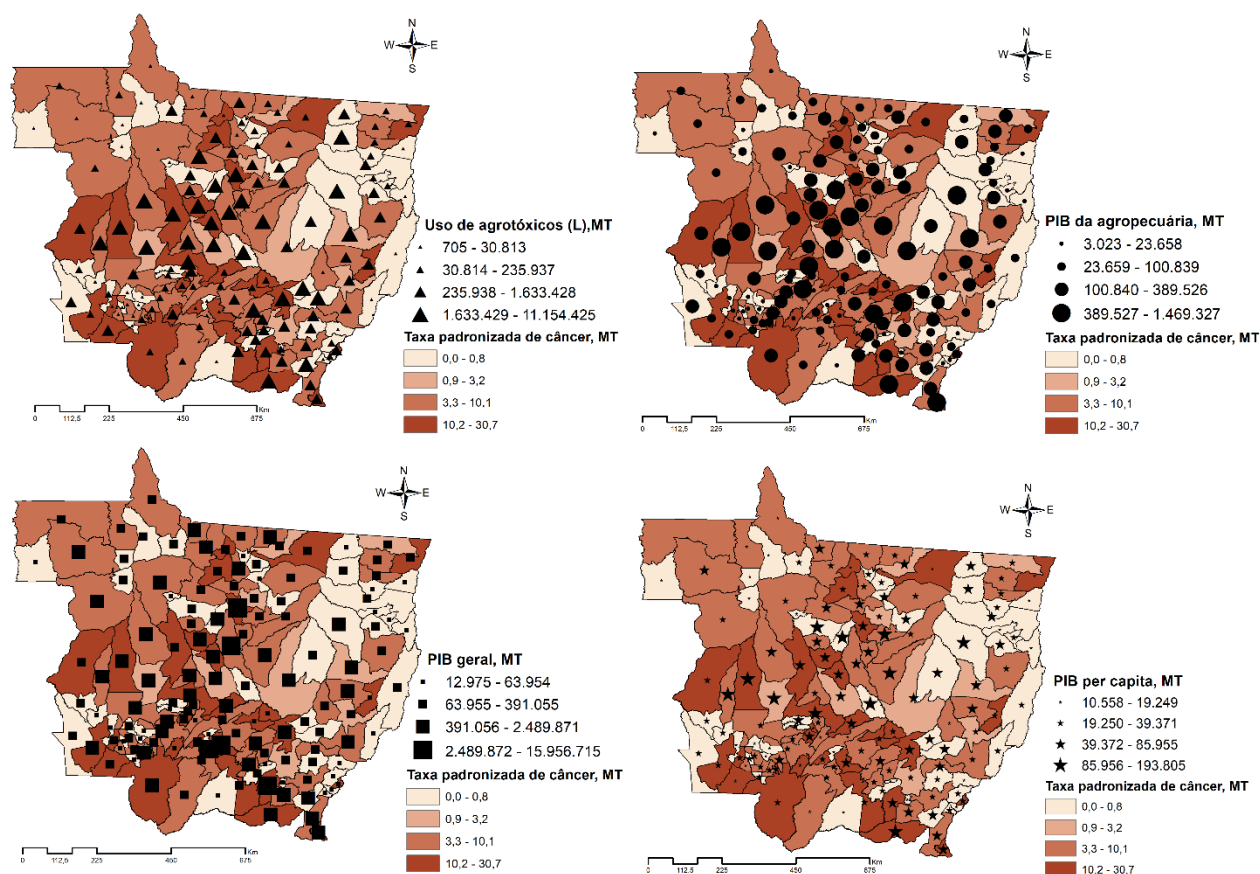 N
W E
S
Uso de agrotóxicos (L),MT
705 - 30.813
30.814 - 235.937
235.938 - 1.633.428
1.633.429 - 11.154.425
Taxa padronizada de câncer, MT
0,0 - 0,8
0,9 - 3,2
3,3 - 10,1
10,2 - 30,7
Km
0 112,5 225 450 675
N
W E
S
PIB da agropecuária, MT
3.023 - 23.658
23.659 - 100.839
100.840 - 389.526
389.527 - 1.469.327
Taxa padronizada de câncer, MT
0,0 - 0,8
0,9 - 3,2
3,3 - 10,1
10,2 - 30,7
Km
0 112,5 225 450 675
N
W E
S
PIB geral, MT
12.975 - 63.954
63.955 - 391.055
391.056 - 2.489.871
2.489.872 - 15.956.715
Taxa padronizada de câncer, MT
0,0 - 0,8
0,9 - 3,2
3,3 - 10,1
10,2 - 30,7
Km
0 112,5 225 450 675
N
W E
S
PIB per capita, MT
10.558 - 19.249
19.250 - 39.371
39.372 - 85.955
85.956 - 193.805
Taxa padronizada de câncer, MT
0,0 - 0,8
0,9 - 3,2
3,3 - 10,1
10,2 - 30,7
Km
0 112,5 225 450 675